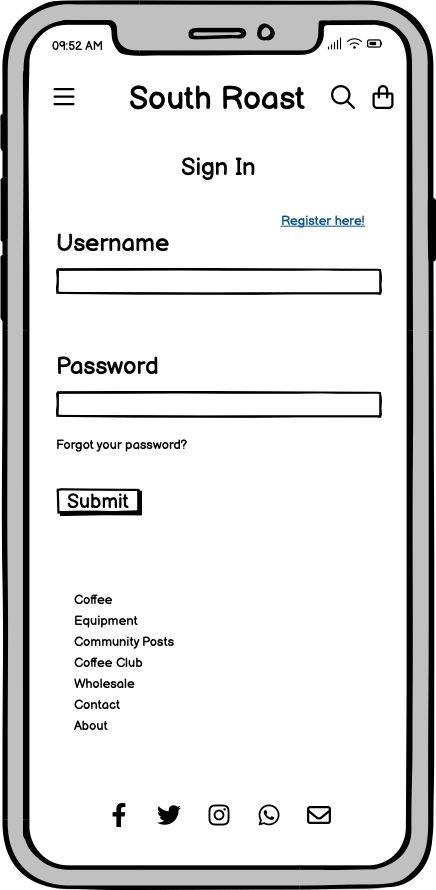 09:52 AM
South Roast
Sign In
Register here!
Username
Password
Forgot your password?
Submit
Coffee
Equipment
Community Posts
Coffee Club
Wholesale
Contact
About